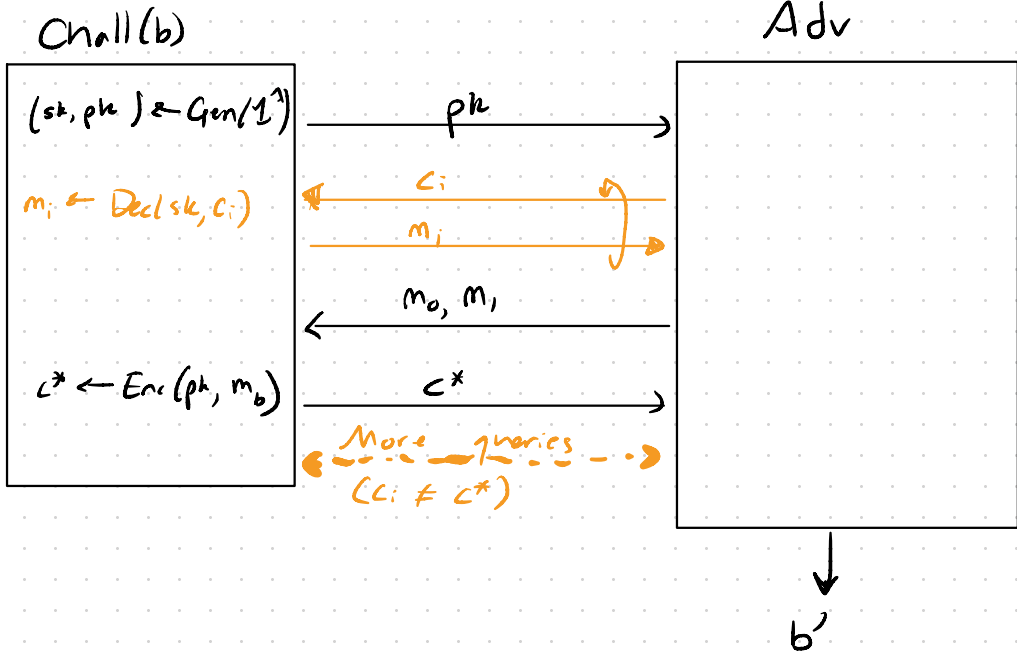 Chall(b)
Adv
(sk, pk) ← Gen(1^λ)
pk
c_i
m_i ← Dec(sk, c_i)
m_i
m_0, m_1
c* ← Enc(pk, m_b)
c*
More queries
(c_i ≠ c*)
b'